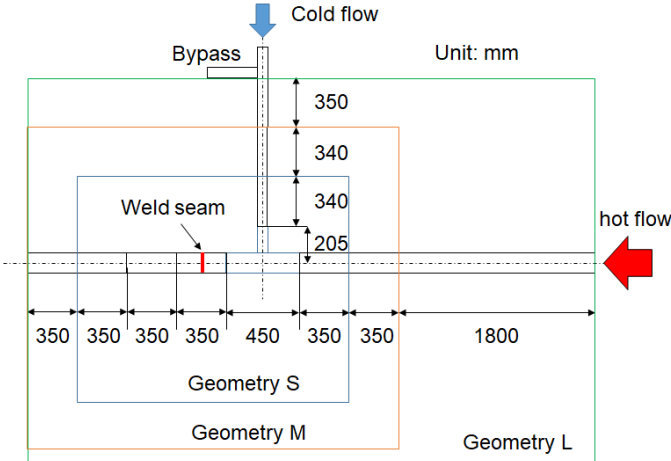 Cold flow
Bypass
Unit: mm
350
340
340
Weld seam
205
hot flow
350 350 350 350 450 350 350 1800
Geometry S
Geometry M
Geometry L